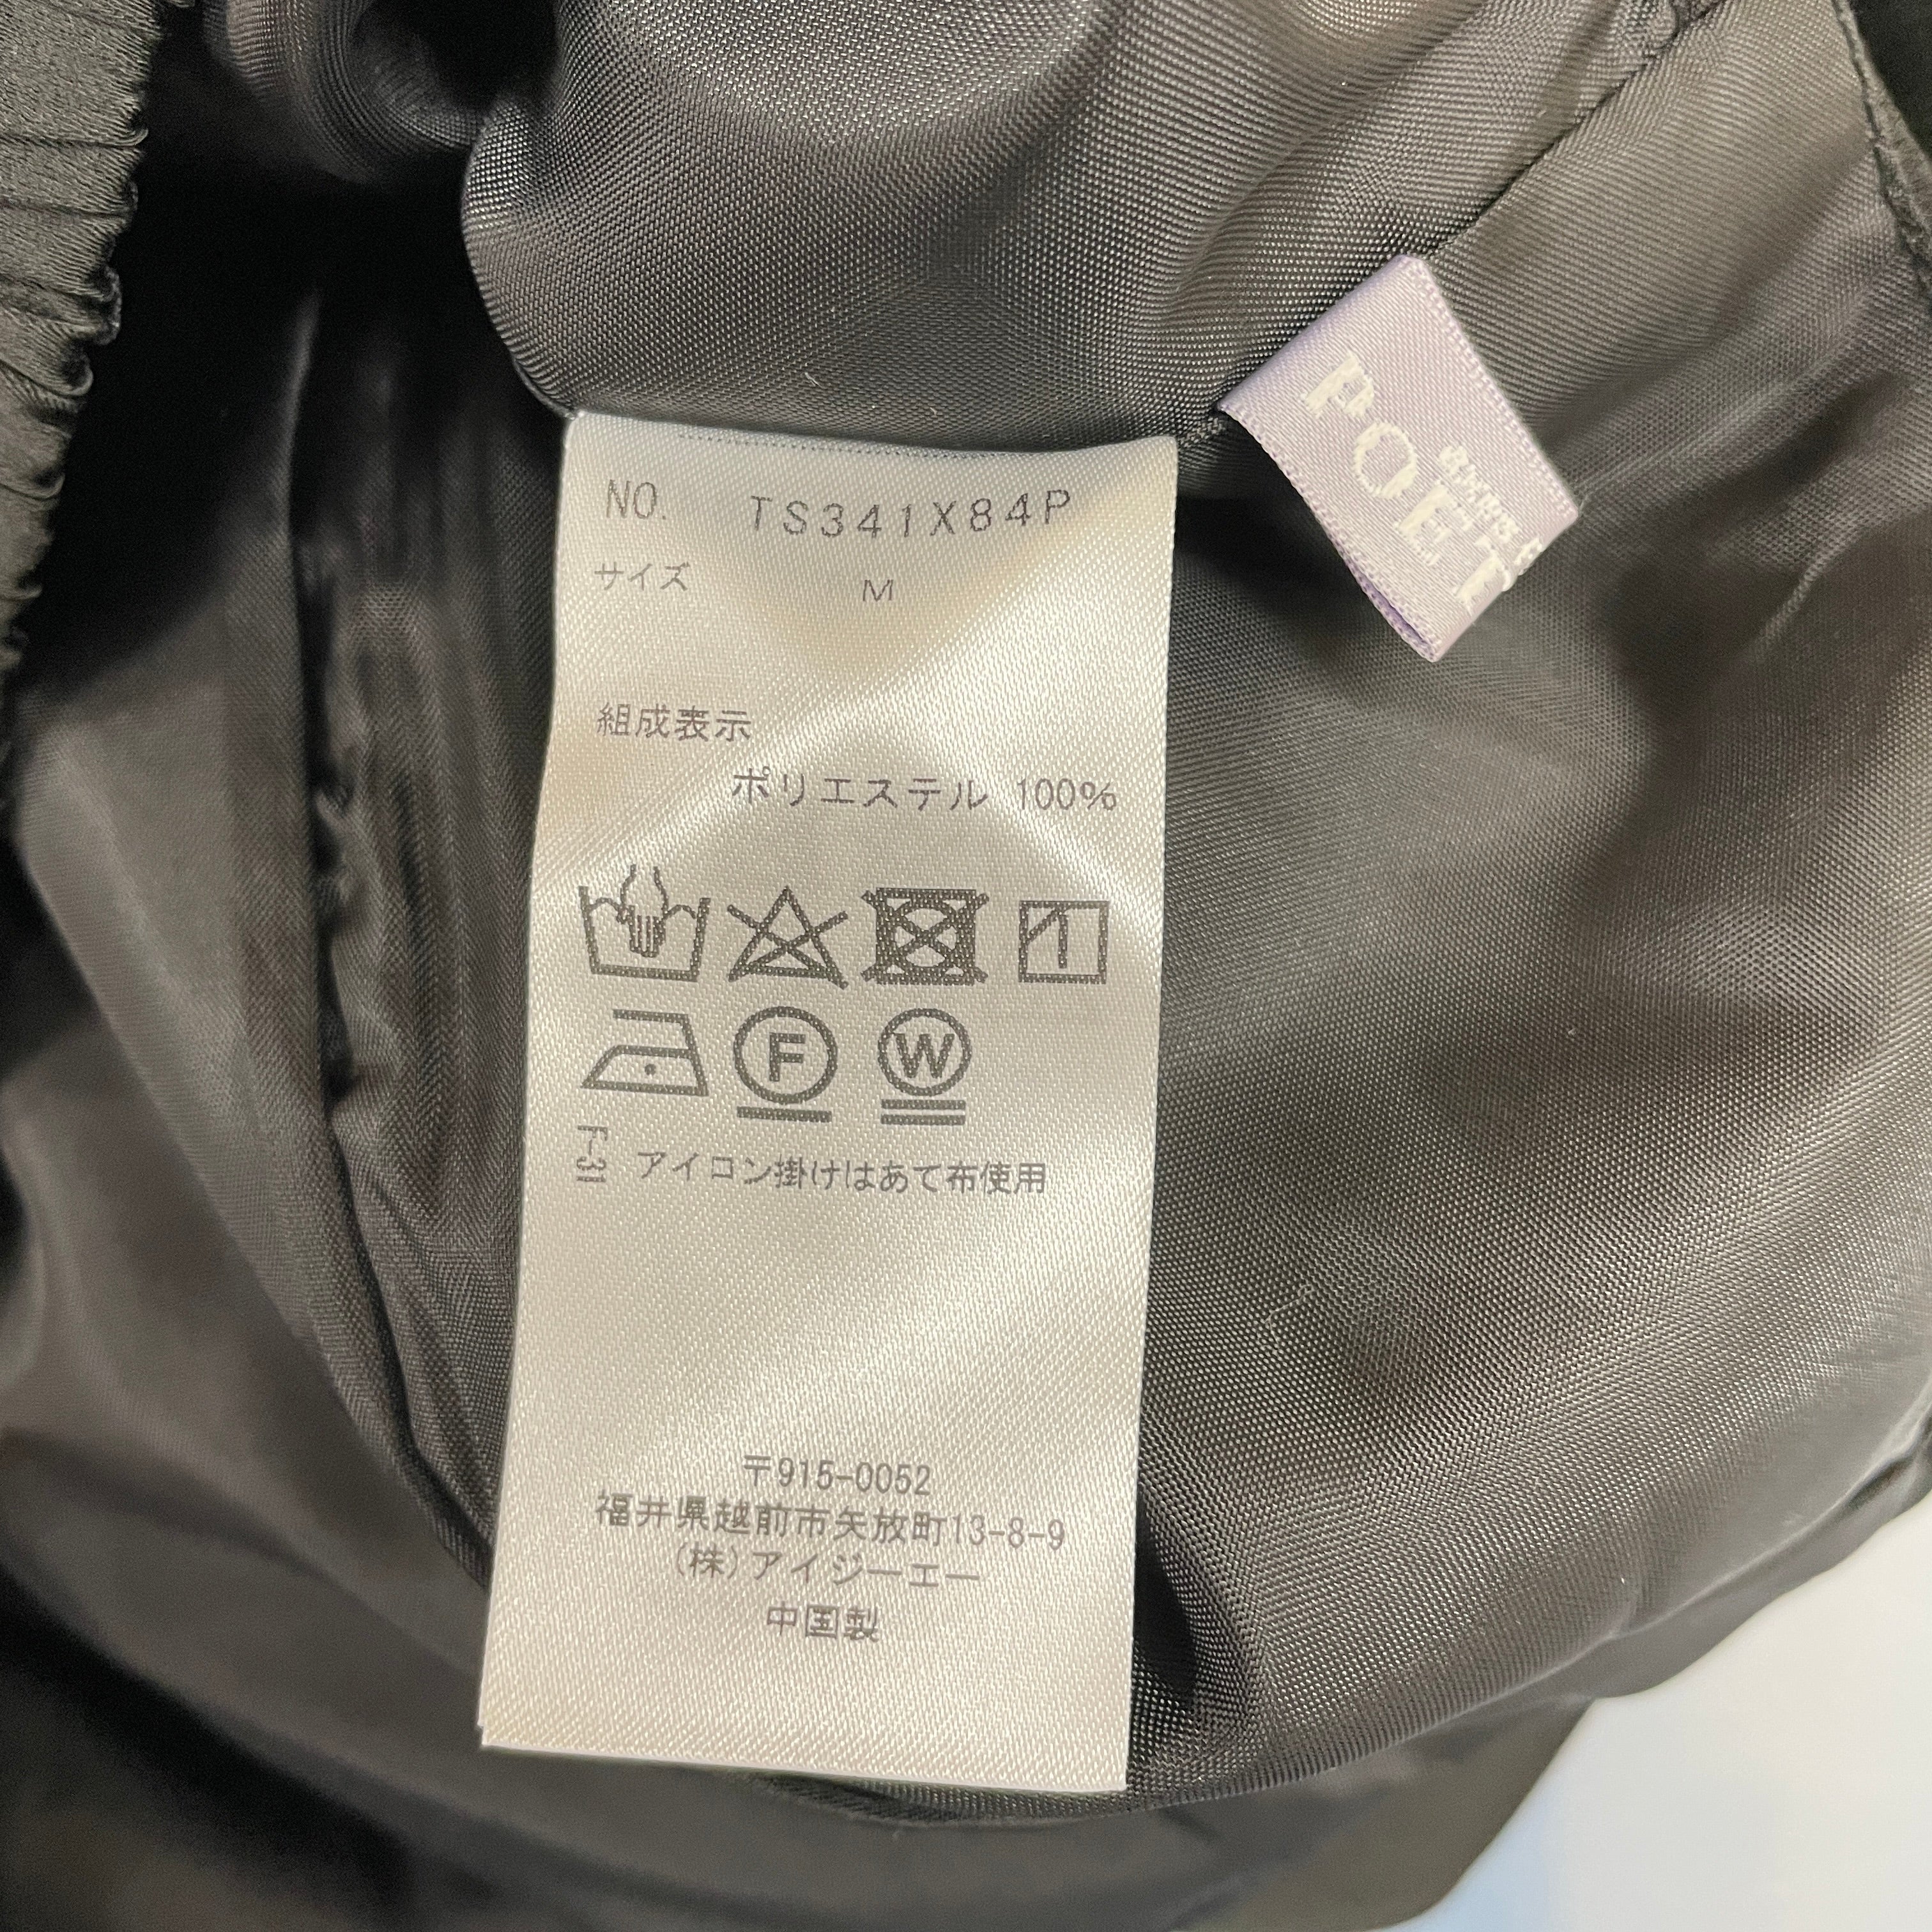 NO. TS341X84P
サイズ M
組成表示
ポリエステル 100%
F
W
F-31
アイコン掛けはあて布使用
〒915-0052
福井県越前市矢放町13-8-9
(株)アイジーエー
中国製
POET